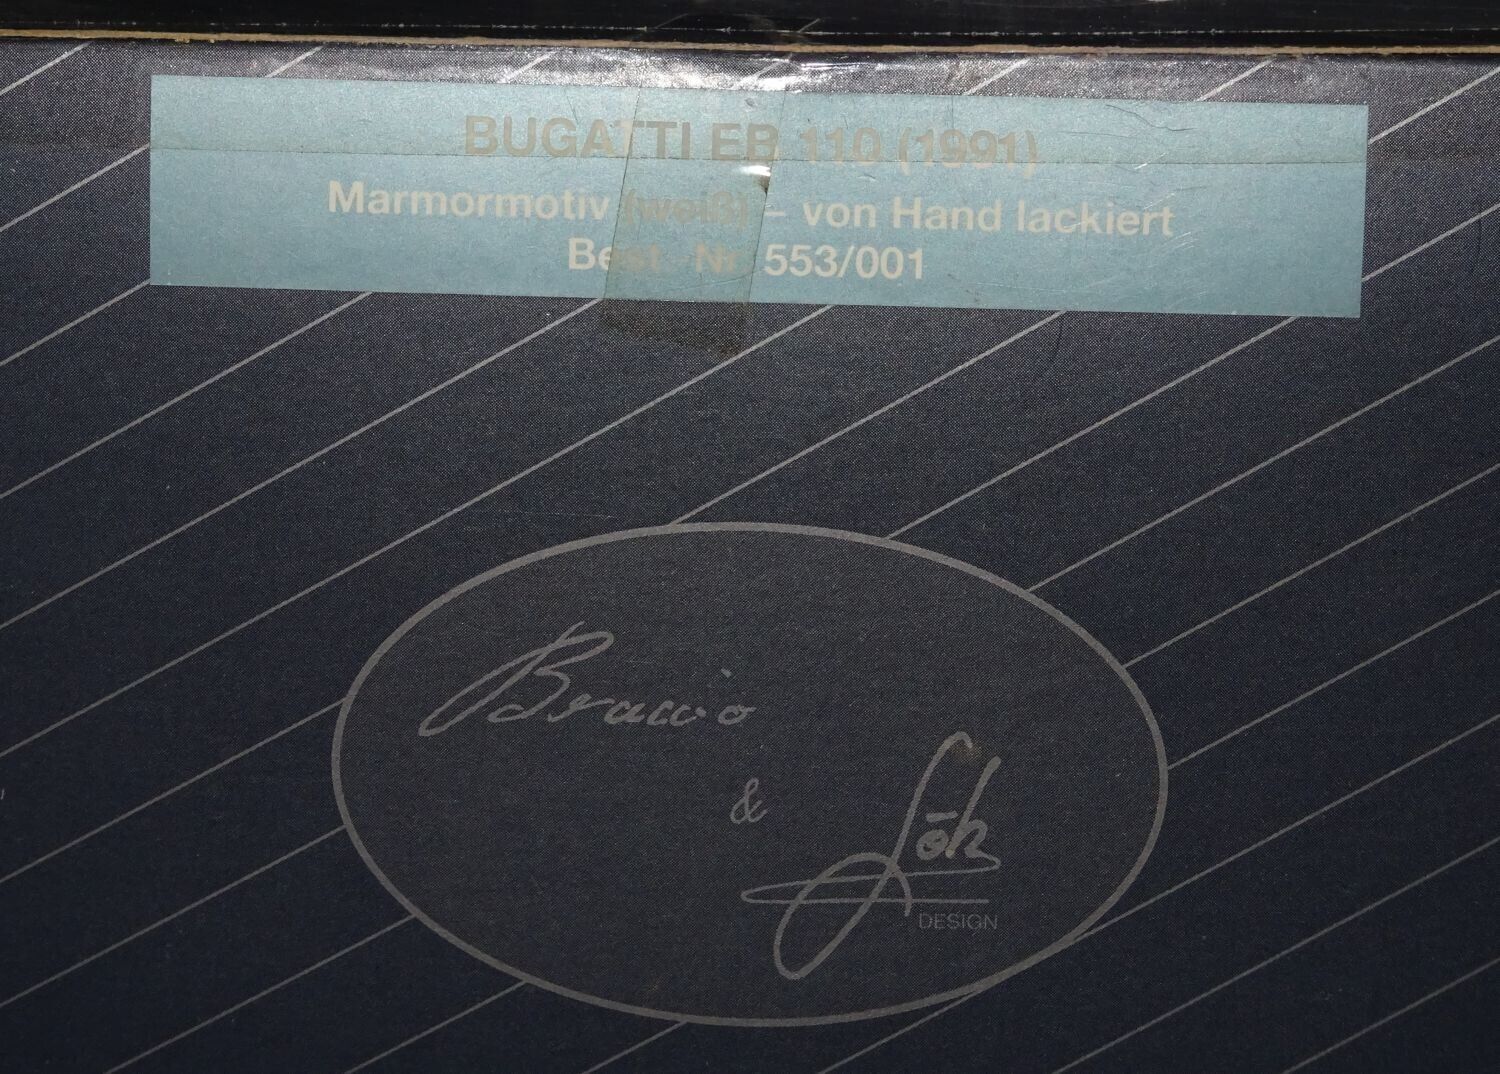 BUGATTI EB 110 (1991)
Marmormotiv (weiß) – von Hand lackiert
Best.-Nr. 553/001
&
DESIGN